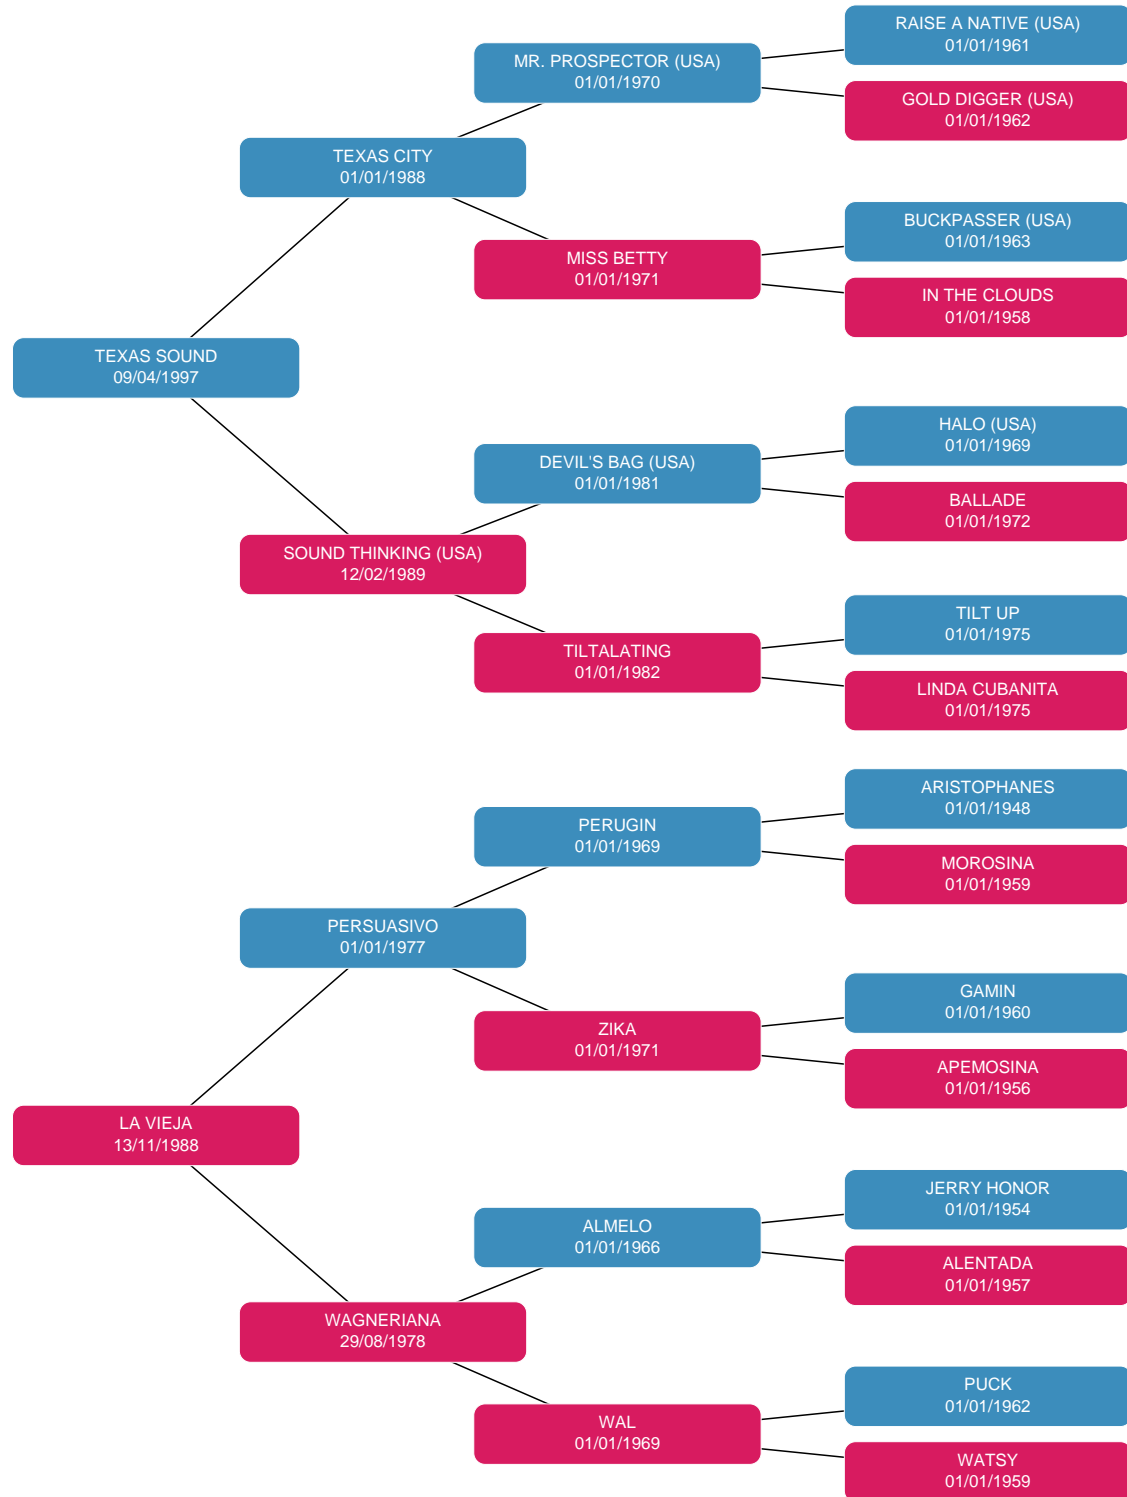 RAISE A NATIVE (USA)
01/01/1961
MR. PROSPECTOR (USA)
01/01/1970
GOLD DIGGER (USA)
01/01/1962
TEXAS CITY
01/01/1988
BUCKPASSER (USA)
01/01/1963
MISS BETTY
01/01/1971
IN THE CLOUDS
01/01/1958
TEXAS SOUND
09/04/1997
HALO (USA)
01/01/1969
DEVIL'S BAG (USA)
01/01/1981
BALLADE
01/01/1972
SOUND THINKING (USA)
12/02/1989
TILT UP
01/01/1975
TILTALATING
01/01/1982
LINDA CUBANITA
01/01/1975
ARISTOPHANES
01/01/1948
PERUGIN
01/01/1969
MOROSINA
01/01/1959
PERSUASIVO
01/01/1977
GAMIN
01/01/1960
ZIKA
01/01/1971
APEMOSINA
01/01/1956
LA VIEJA
13/11/1988
JERRY HONOR
01/01/1954
ALMELO
01/01/1966
ALENTADA
01/01/1957
WAGNERIANA
29/08/1978
PUCK
01/01/1962
WAL
01/01/1969
WATSY
01/01/1959